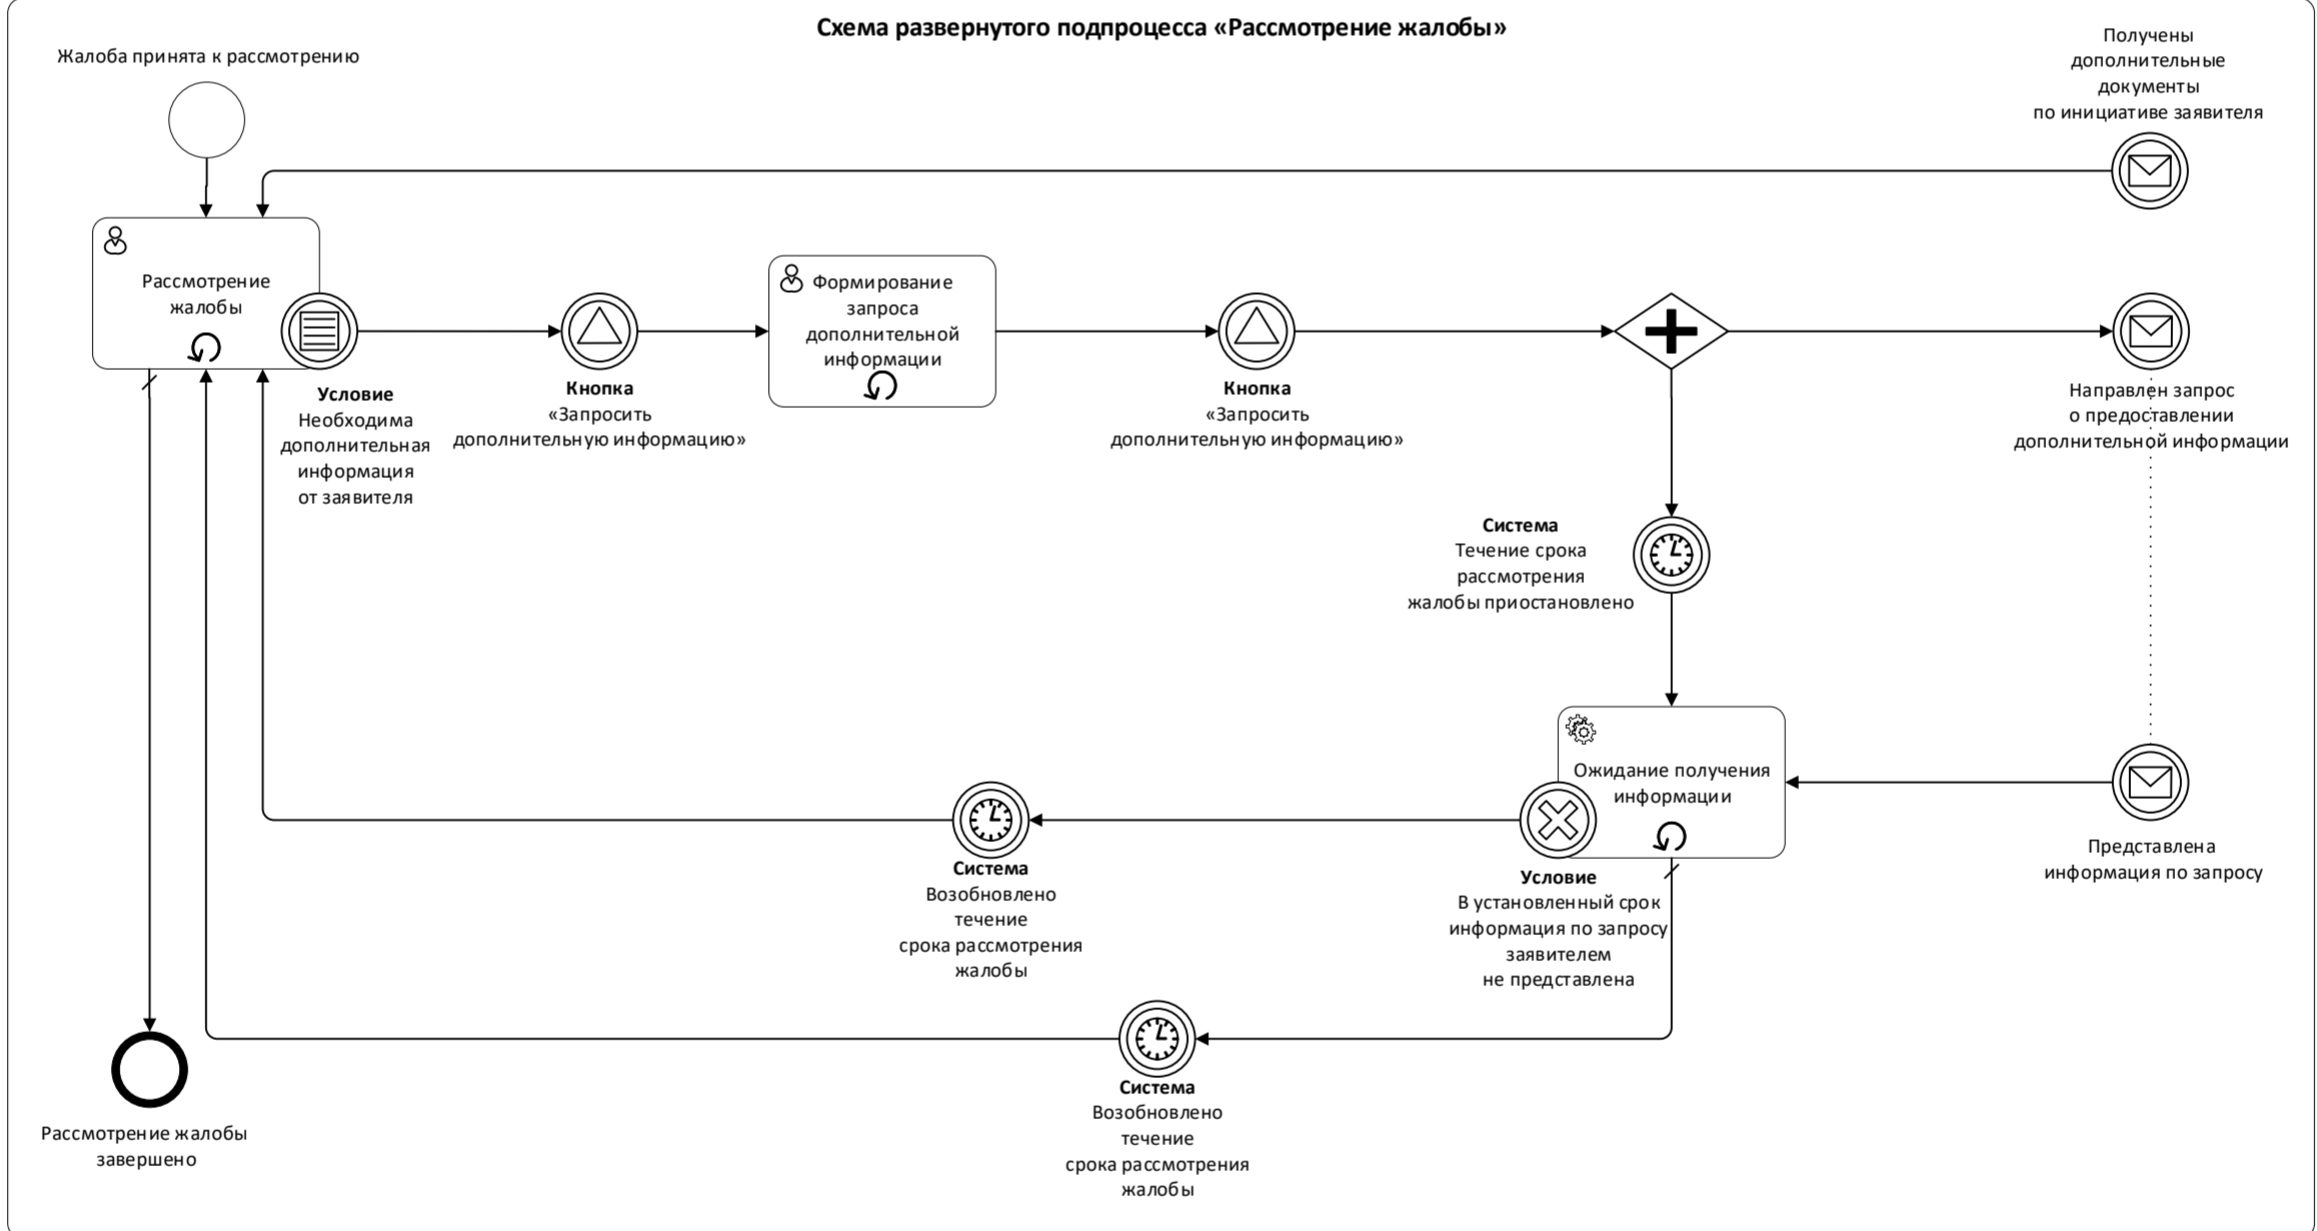 Схема развернутого подпроцесса «Рассмотрение жалобы»
Жалоба принята к рассмотрению
Получены
дополнительные
документы
по инициативе заявителя
Рассмотрение
жалобы
Условие
Необходима
дополнительная
информация
от заявителя
Кнопка
«Запросить
дополнительную информацию»
Формирование
запроса
дополнительной
информации
Кнопка
«Запросить
дополнительную информацию»
Направлен запрос
о предоставлении
дополнительной информации
Система
Течение срока
рассмотрения
жалобы приостановлено
Ожидание получения
информации
Представлена
информация по запросу
Условие
В установленный срок
информация по запросу
заявителем
не представлена
Система
Возобновлено
течение
срока рассмотрения
жалобы
Система
Возобновлено
течение
срока рассмотрения
жалобы
Рассмотрение жалобы
завершено